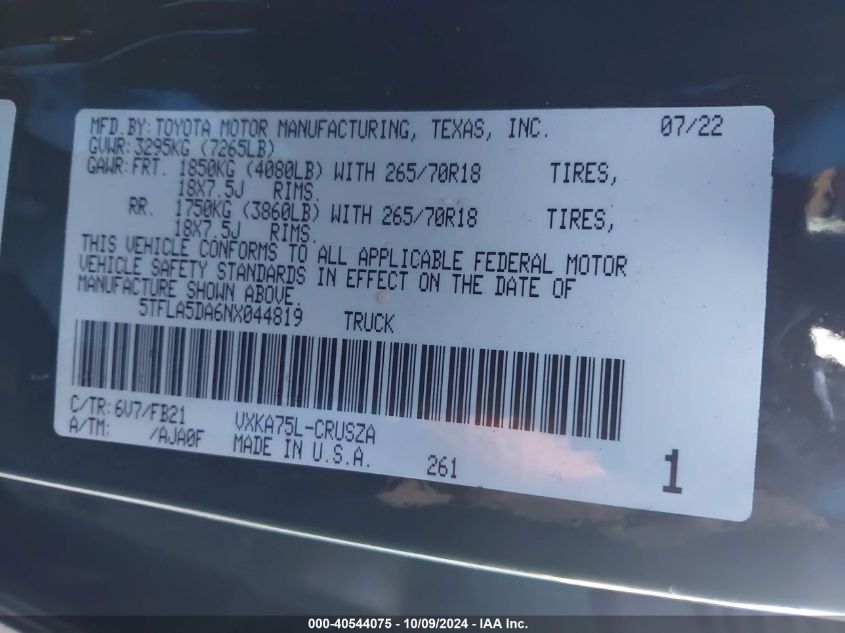 MFD.BY:TOYOTA MOTOR MANUFACTURING, TEXAS, INC. 07/22
GVWR:3295KG (7265LB)
GAWR:FRT. 1850KG (4080LB) WITH 265/70R18 TIRES,
18X7.5J RIMS.
RR. 1750KG (3860LB) WITH 265/70R18 TIRES,
18X7.5J RIMS.
THIS VEHICLE CONFORMS TO ALL APPLICABLE FEDERAL MOTOR
VEHICLE SAFETY STANDARDS IN EFFECT ON THE DATE OF
MANUFACTURE SHOWN ABOVE.
5TFLA5DA6NX044819 TRUCK
C/TR:6V7/FB21 VXKA75L-CRUSZA
A/TM: /AJA0F MADE IN U.S.A. 261 1
000-40544075 - 10/09/2024 - IAA Inc.